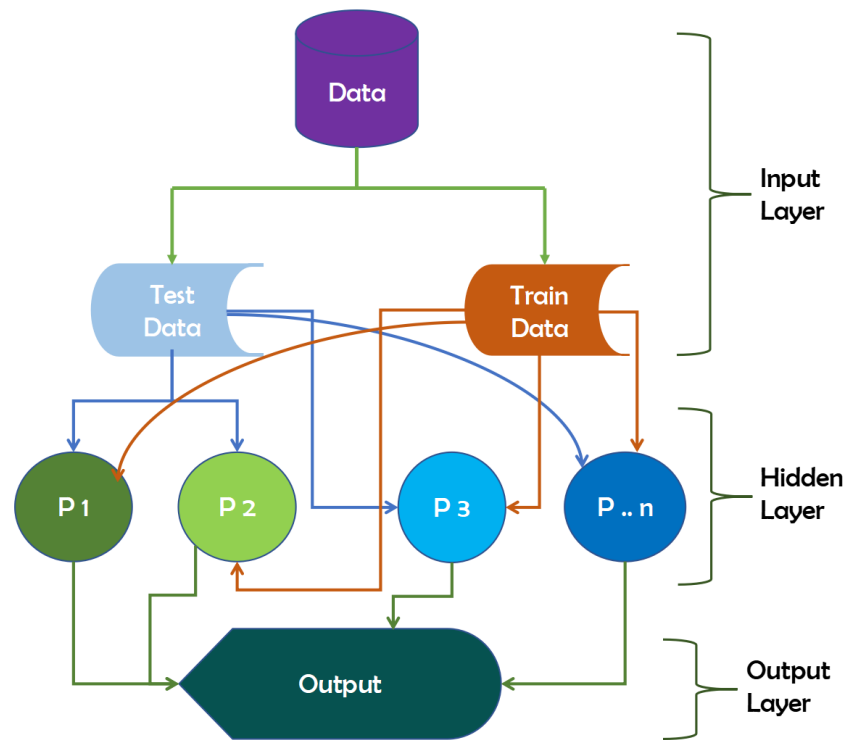 Data
Input
Layer
Test
Data
Train
Data
P 1
P 2
P 3
P .. n
Hidden
Layer
Output
Output
Layer